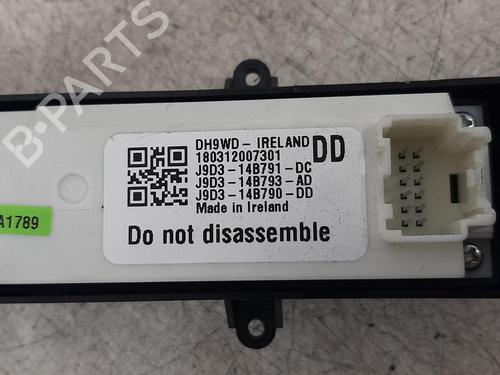 B-PARTS
DH9WD - IRELAND DD
180312007301
J9D3-14B791-DC
J9D3-14B793-AD
J9D3-14B790-DD
Made in Ireland
Do not disassemble
A1789